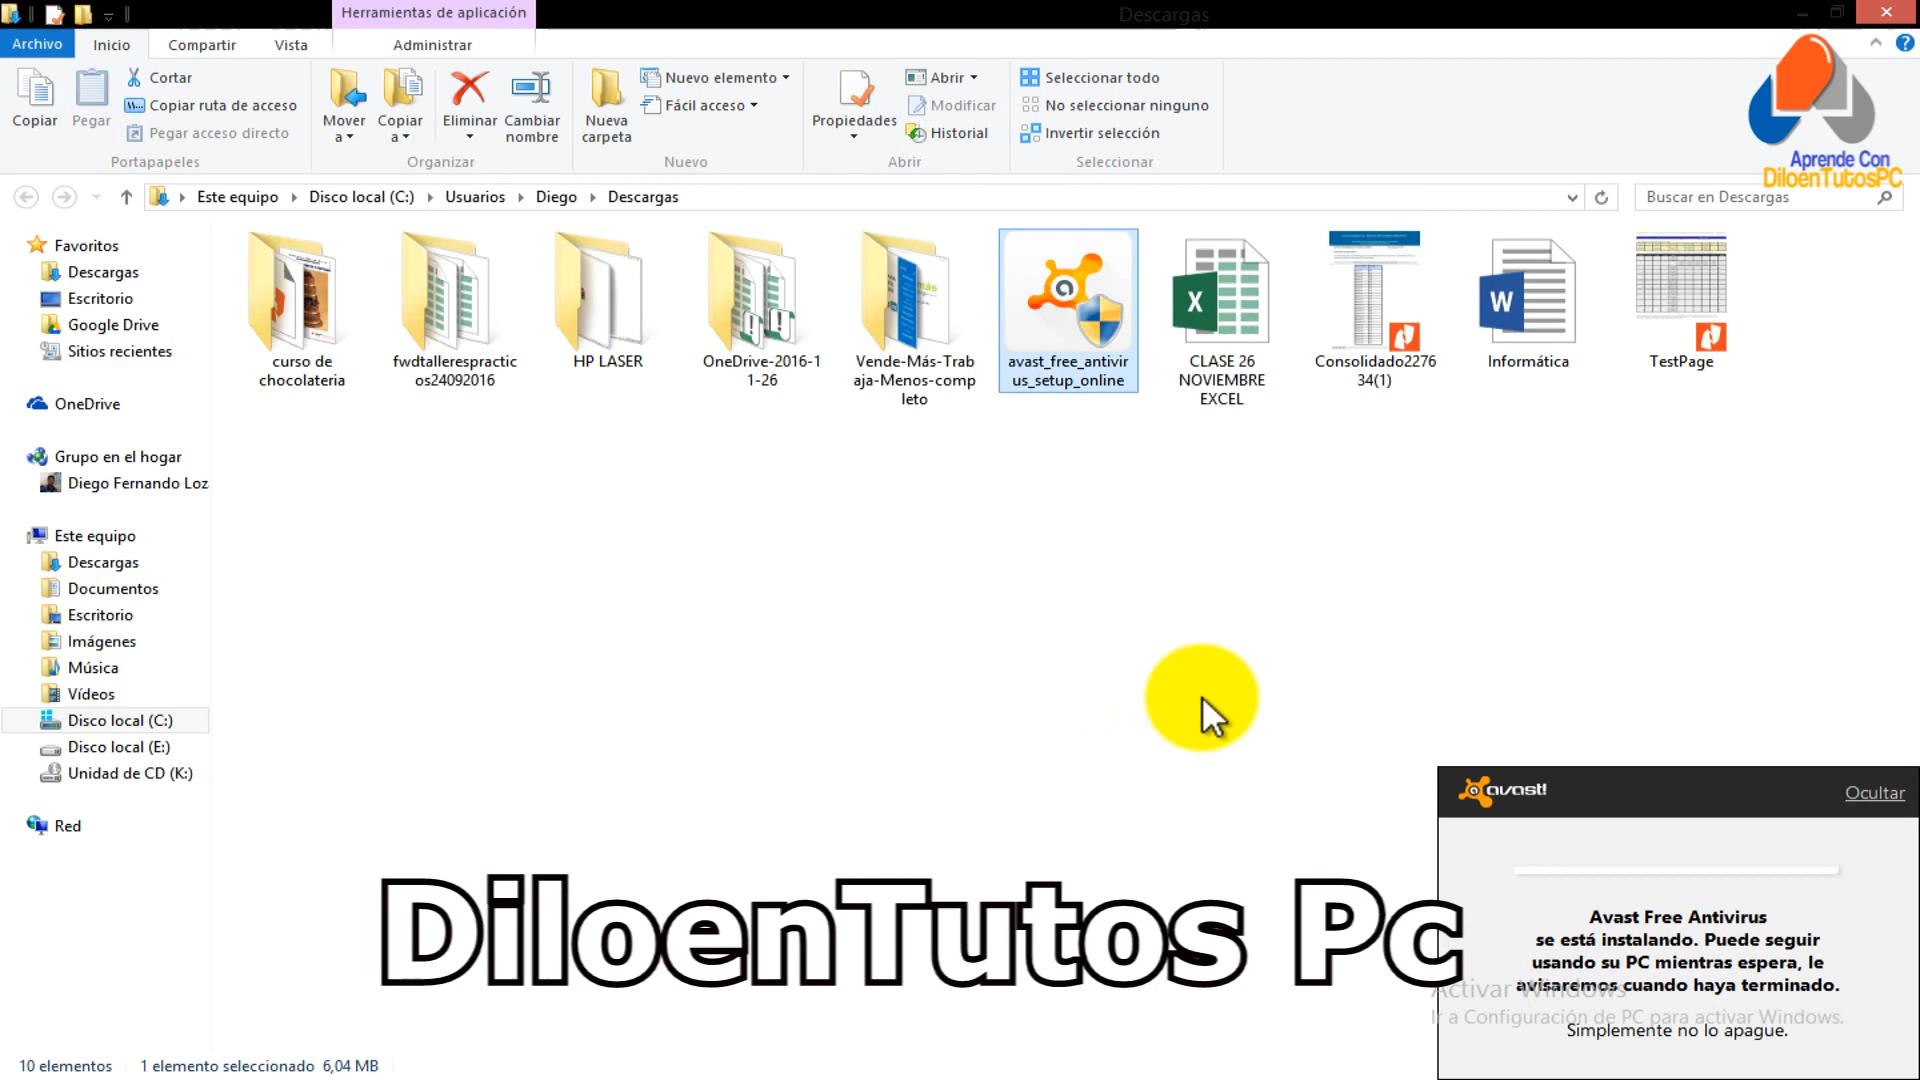 Herramientas de aplicación
Descargas
Archivo
Inicio
Compartir
Vista
Administrar
Copiar
Pegar
Cortar
Copiar ruta de acceso
Pegar acceso directo
Portapapeles
Mover
a
Copiar
a
Eliminar
Cambiar
nombre
Organizar
Nueva
carpeta
Nuevo elemento
Fácil acceso
Nuevo
Propiedades
Abrir
Modificar
Historial
Abrir
Seleccionar todo
No seleccionar ninguno
Invertir selección
Seleccionar
Aprende Con
DiloenTutosPC
Este equipo
Disco local (C:)
Usuarios
Diego
Descargas
Buscar en Descargas
Favoritos
Descargas
Escritorio
Google Drive
Sitios recientes
OneDrive
Grupo en el hogar
Diego Fernando Loz
Este equipo
Descargas
Documentos
Escritorio
Imágenes
Música
Vídeos
Disco local (C:)
Disco local (E:)
Unidad de CD (K:)
Red
curso de
chocolateria
fwdtallerespractic
os24092016
HP LASER
OneDrive-2016-1
1-26
Vende-Más-Trab
aja-Menos-comp
leto
avast_free_antivir
us_setup_online
CLASE 26
NOVIEMBRE
EXCEL
Consolidado2276
34(1)
Informática
TestPage
DiloenTutos Pc
avast!
Ocultar
Avast Free Antivirus
se está instalando. Puede seguir
usando su PC mientras espera, le
avisaremos cuando haya terminado.
Simplemente no lo apague.
Activar Windows
Ir a Configuración de PC para activar Windows.
10 elementos
1 elemento seleccionado 6,04 MB